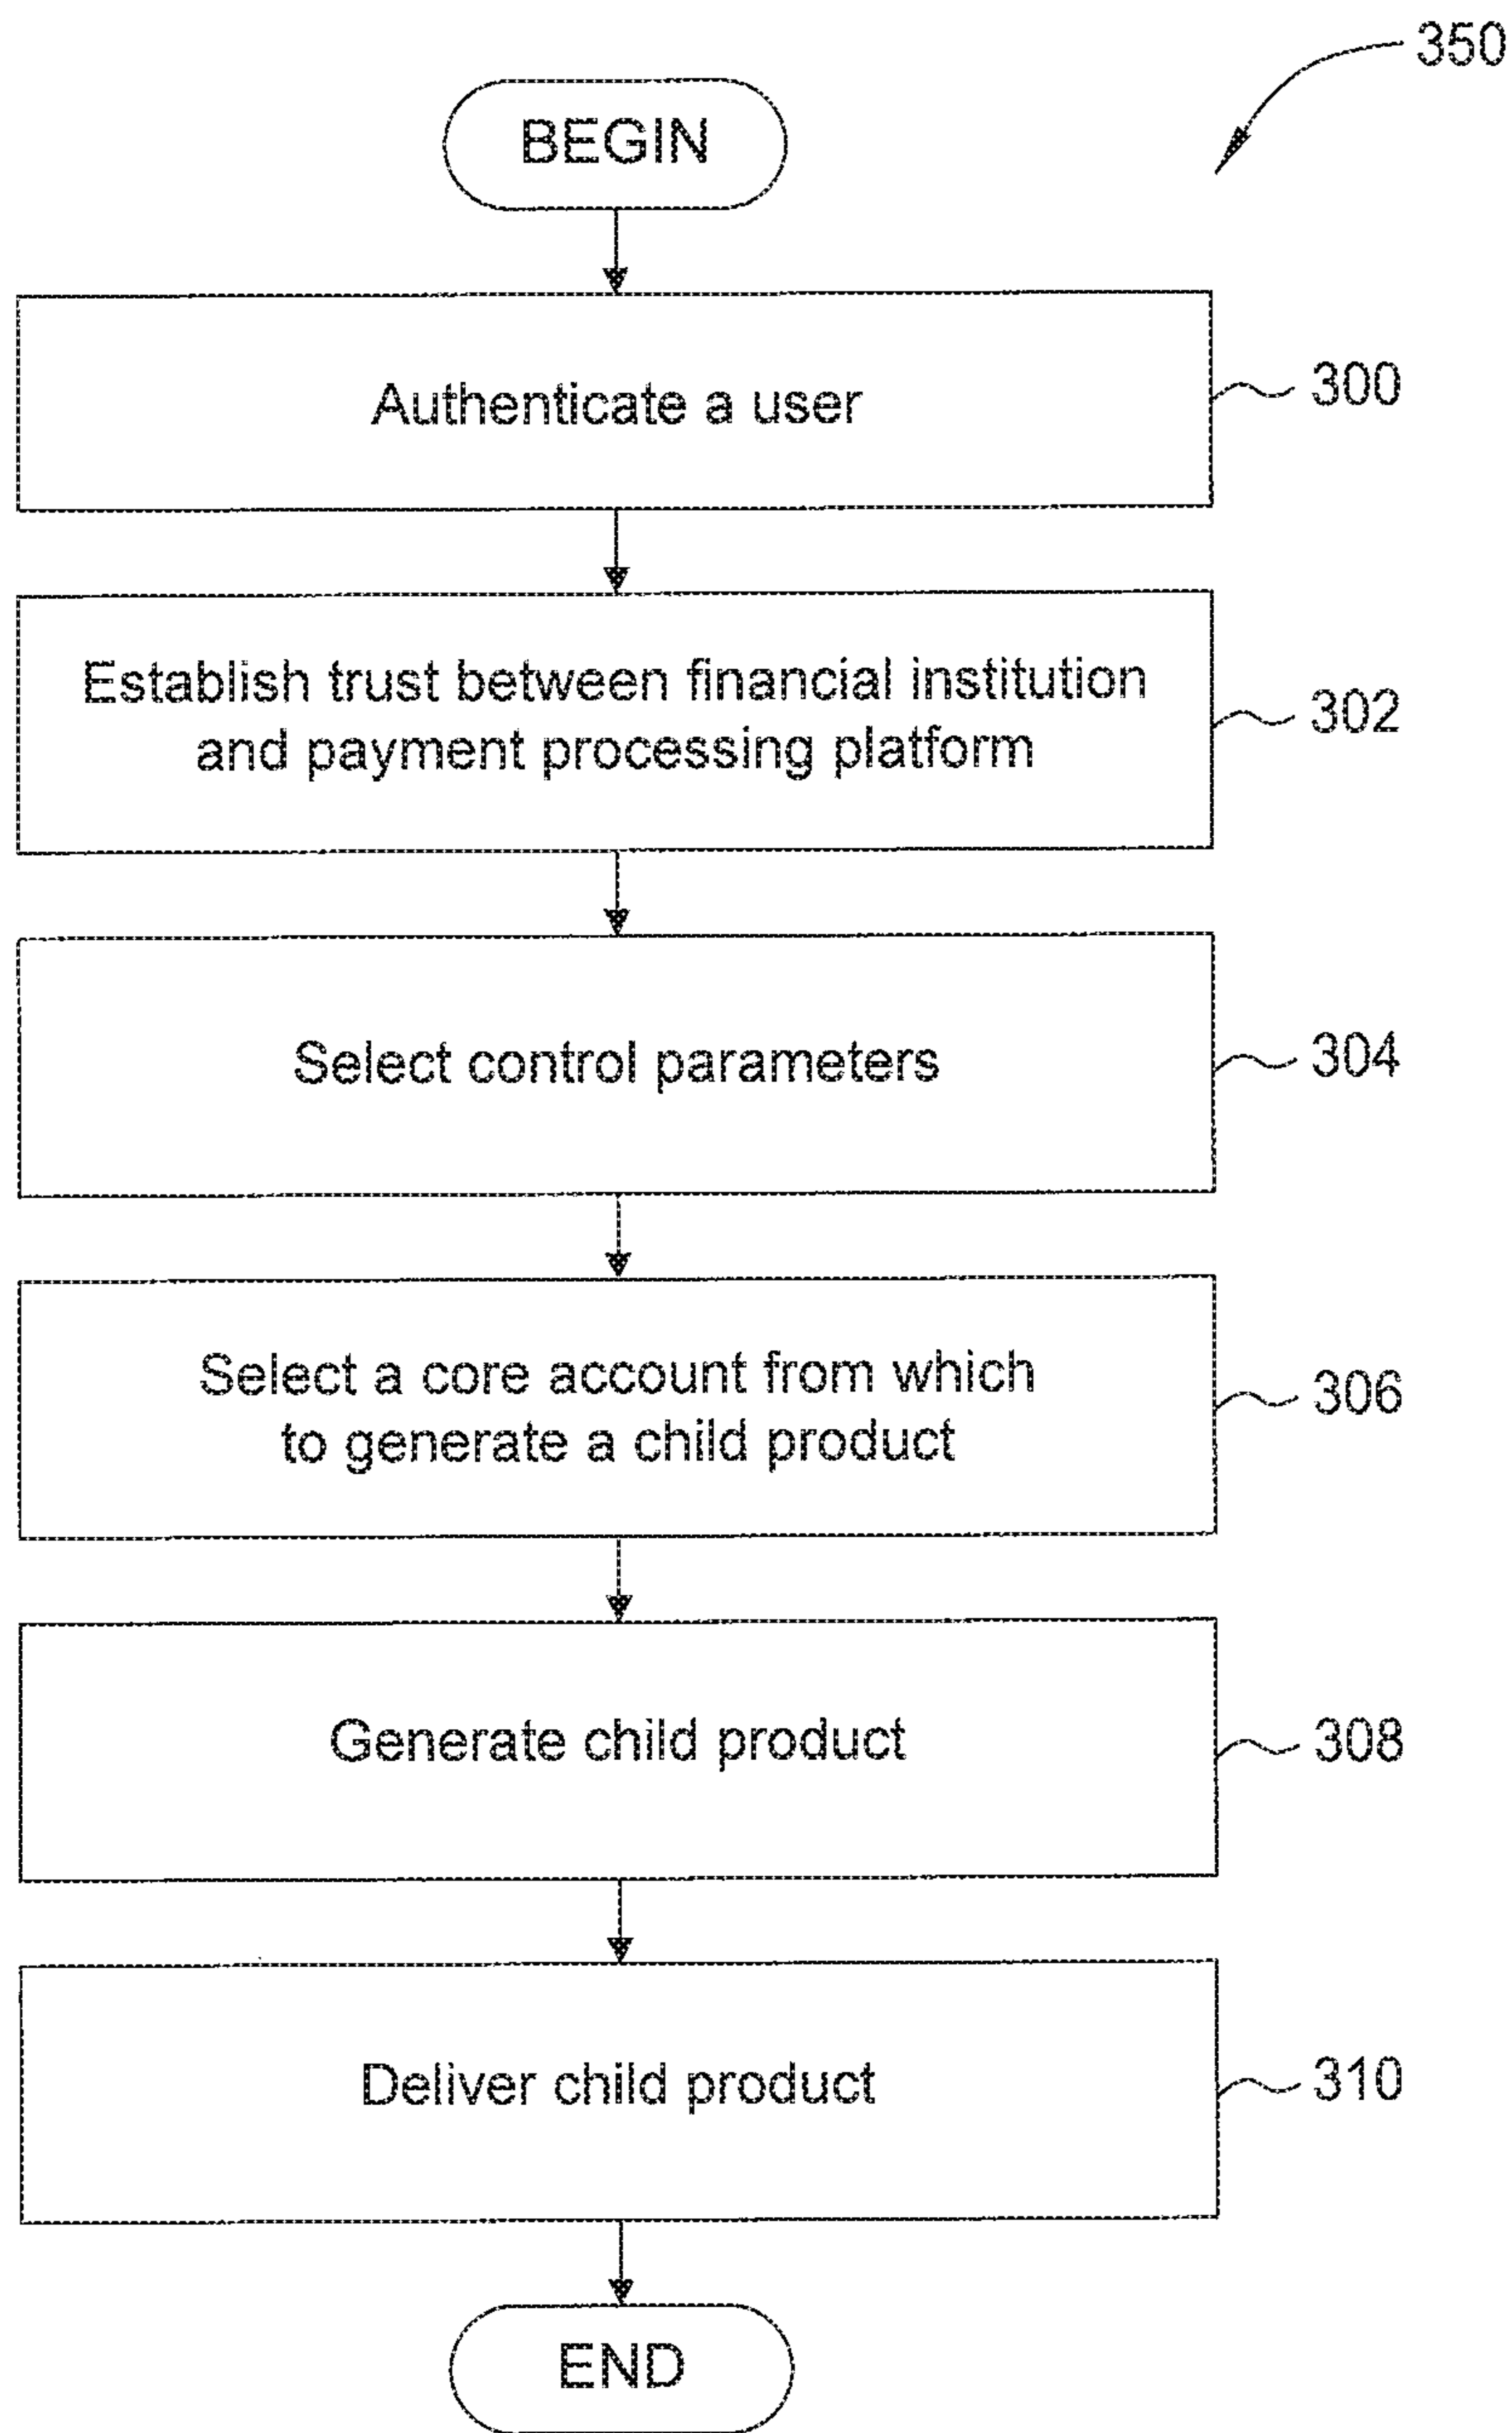 350
BEGIN
Authenticate a user
300
Establish trust between financial institution
and payment processing platform
302
Select control parameters
304
Select a core account from which
to generate a child product
306
Generate child product
308
Deliver child product
310
END